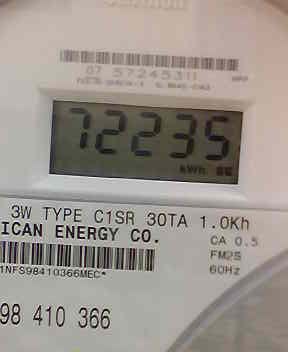 07 57245311
72235
kWh
3W TYPE C1SR 30TA 1.0Kh
ICAN ENERGY CO.
CA 0.5
FM2S
60Hz
1NFS98410366MEC*
98 410 366